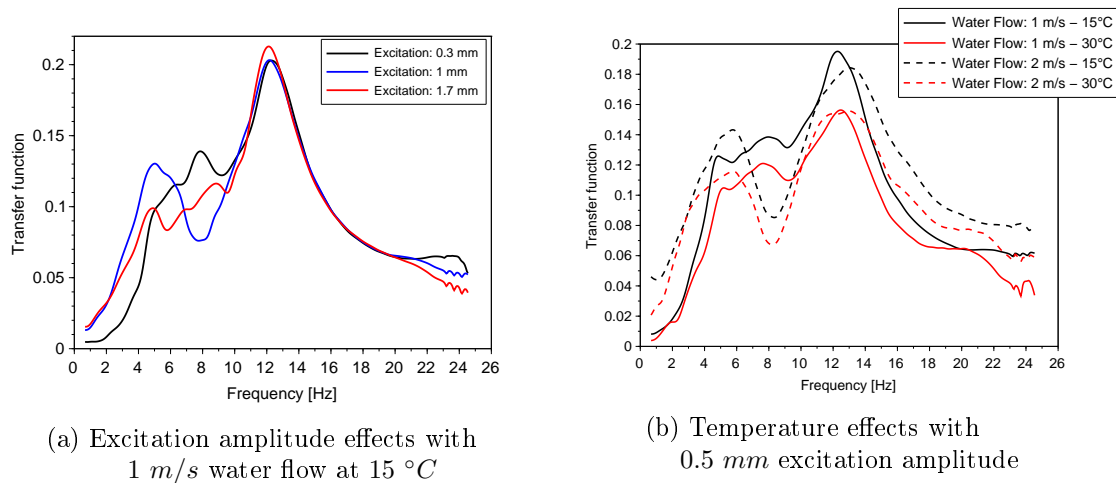 0.2
0.15
0.1
0.05
0
0 2 4 6 8 10 12 14 16 18 20 22 24 26
Transfer function
Frequency [Hz]
Excitation: 0.3 mm
Excitation: 1 mm
Excitation: 1.7 mm
(a) Excitation amplitude effects with
1 m/s water flow at 15 °C
Water Flow: 1 m/s – 15°C
Water Flow: 1 m/s – 30°C
Water Flow: 2 m/s – 15°C
Water Flow: 2 m/s – 30°C
0.2
0.18
0.16
0.14
0.12
0.1
0.08
0.06
0.04
0.02
0
0 2 4 6 8 10 12 14 16 18 20 22 24 26
Transfer function
Frequency [Hz]
(b) Temperature effects with
0.5 mm excitation amplitude